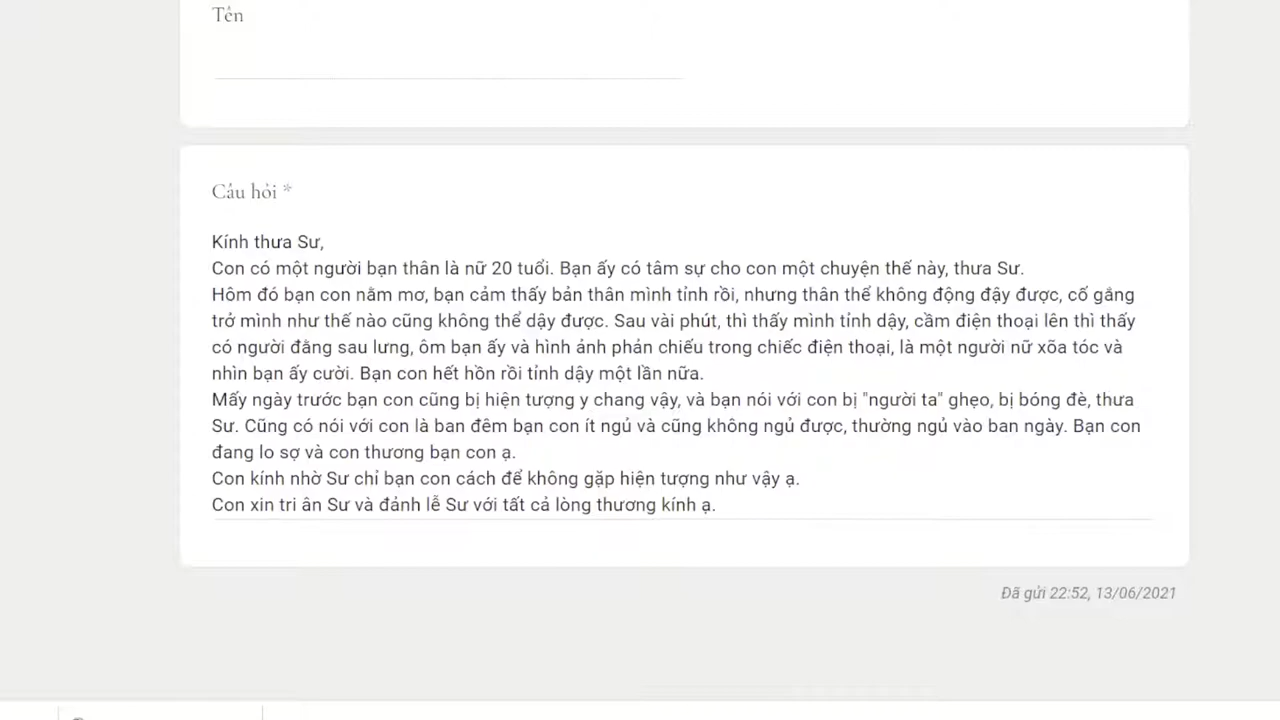 Tên
Câu hỏi *
Kính thưa Sư,
Con có một người bạn thân là nữ 20 tuổi. Bạn ấy có tâm sự cho con một chuyện thế này, thưa Sư.
Hôm đó bạn con nằm mơ, bạn cảm thấy bản thân mình tỉnh rồi, nhưng thân thể không động đậy được, cố gắng
trở mình như thế nào cũng không thể dậy được. Sau vài phút, thì thấy mình tỉnh dậy, cầm điện thoại lên thì thấy
có người đằng sau lưng, ôm bạn ấy và hình ảnh phản chiếu trong chiếc điện thoại, là một người nữ xõa tóc và
nhìn bạn ấy cười. Bạn con hết hồn rồi tỉnh dậy một lần nữa.
Mấy ngày trước bạn con cũng bị hiện tượng y chang vậy, và bạn nói với con bị "người ta" ghẹo, bị bóng đè, thưa
Sư. Cũng có nói với con là ban đêm bạn con ít ngủ và cũng không ngủ được, thường ngủ vào ban ngày. Bạn con
đang lo sợ và con thương bạn con ạ.
Con kính nhờ Sư chỉ bạn con cách để không gặp hiện tượng như vậy ạ.
Con xin tri ân Sư và đảnh lễ Sư với tất cả lòng thương kính ạ.
Đã gửi 22:52, 13/06/2021